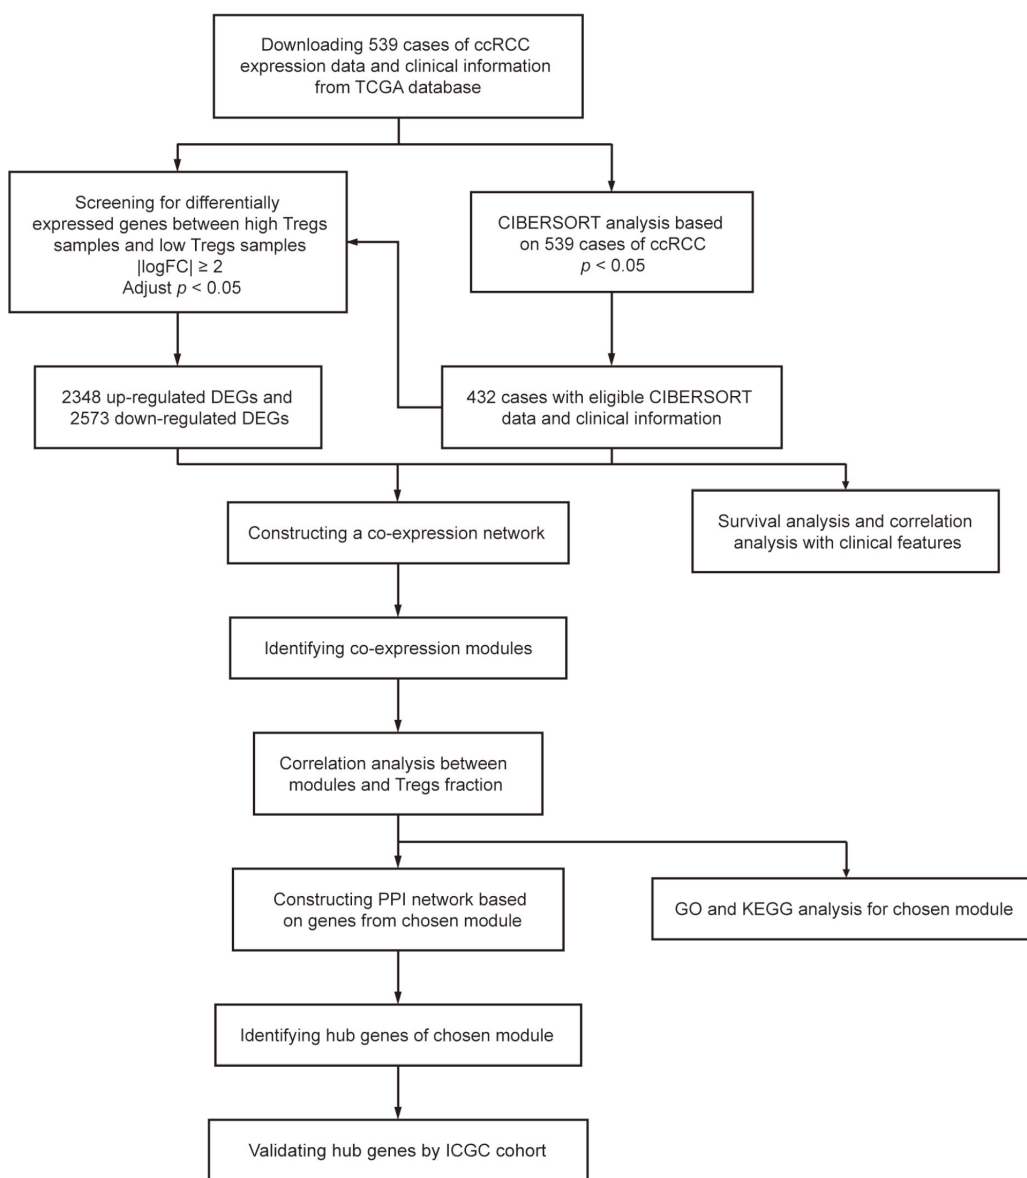 Downloading 539 cases of ccRCC
expression data and clinical information
from TCGA database
Screening for differentially
expressed genes between high Tregs
samples and low Tregs samples
|logFC| ≥ 2
Adjust p < 0.05
CIBERSORT analysis based
on 539 cases of ccRCC
p < 0.05
2348 up-regulated DEGs and
2573 down-regulated DEGs
432 cases with eligible CIBERSORT
data and clinical information
Constructing a co-expression network
Survival analysis and correlation
analysis with clinical features
Identifying co-expression modules
Correlation analysis between
modules and Tregs fraction
Constructing PPI network based
on genes from chosen module
GO and KEGG analysis for chosen module
Identifying hub genes of chosen module
Validating hub genes by ICGC cohort